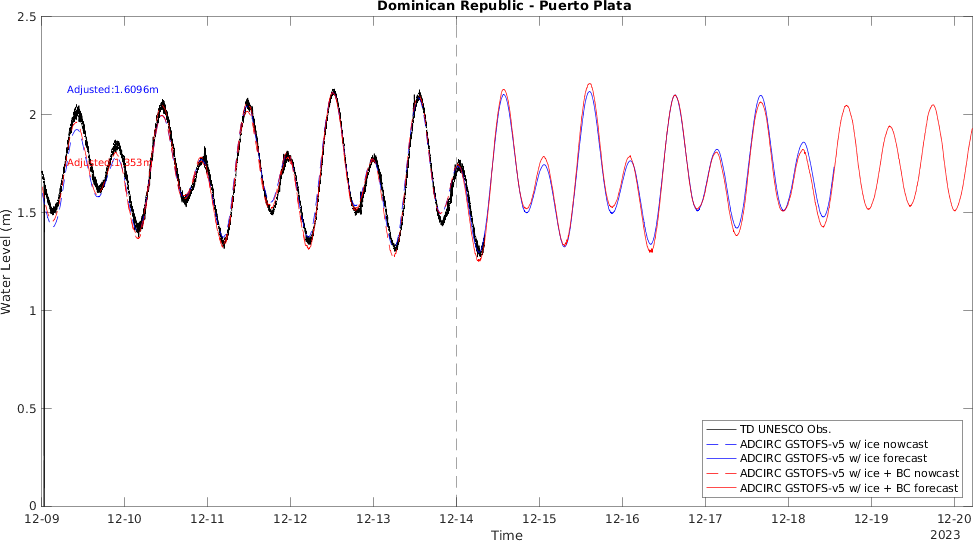 Dominican Republic - Puerto Plata
2.5
2
1.5
1
0.5
0
Water Level (m)
Adjusted:1.6096m
TD UNESCO Obs.
ADCIRC GSTOFS-v5 w/ ice nowcast
ADCIRC GSTOFS-v5 w/ ice forecast
ADCIRC GSTOFS-v5 w/ ice + BC nowcast
ADCIRC GSTOFS-v5 w/ ice + BC forecast
12-09 12-10 12-11 12-12 12-13 12-14 12-15 12-16 12-17 12-18 12-19 12-20
Time
2023